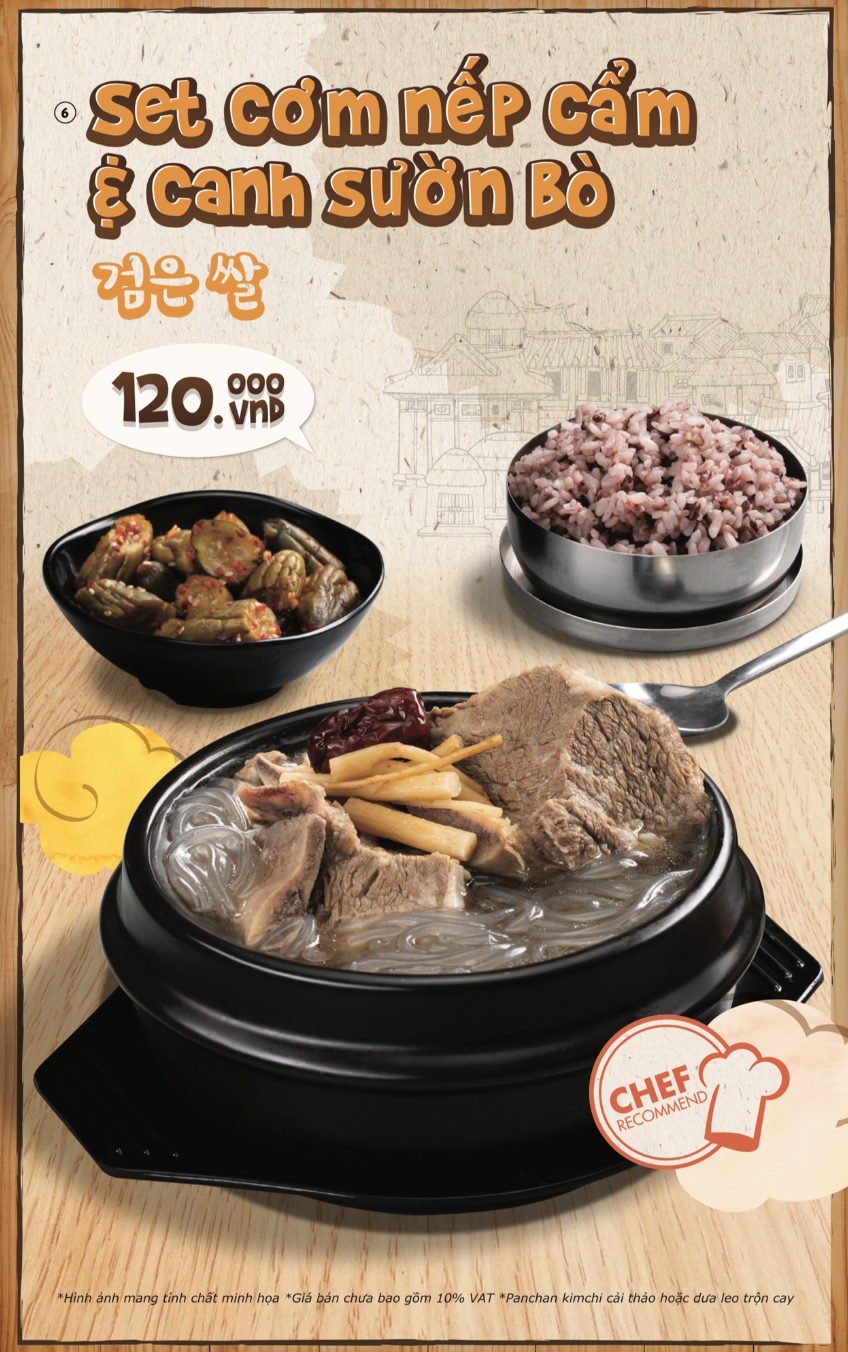 6
Set cơm nếp cẩm
& canh sườn Bò
검은 쌀
120.000
VNĐ
CHEF
RECOMMEND
*Hình ảnh mang tính chất minh họa *Giá bán chưa bao gồm 10% VAT *Panchan kimchi cải thảo hoặc dưa leo trộn cay